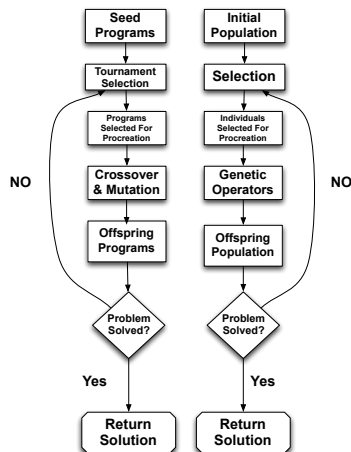 Seed
Programs
Tournament
Selection
Programs
Selected For
Procreation
Crossover
& Mutation
Offspring
Programs
Problem
Solved?
NO
Yes
Return
Solution
Initial
Population
Selection
Individuals
Selected For
Procreation
Genetic
Operators
Offspring
Population
Problem
Solved?
NO
Yes
Return
Solution